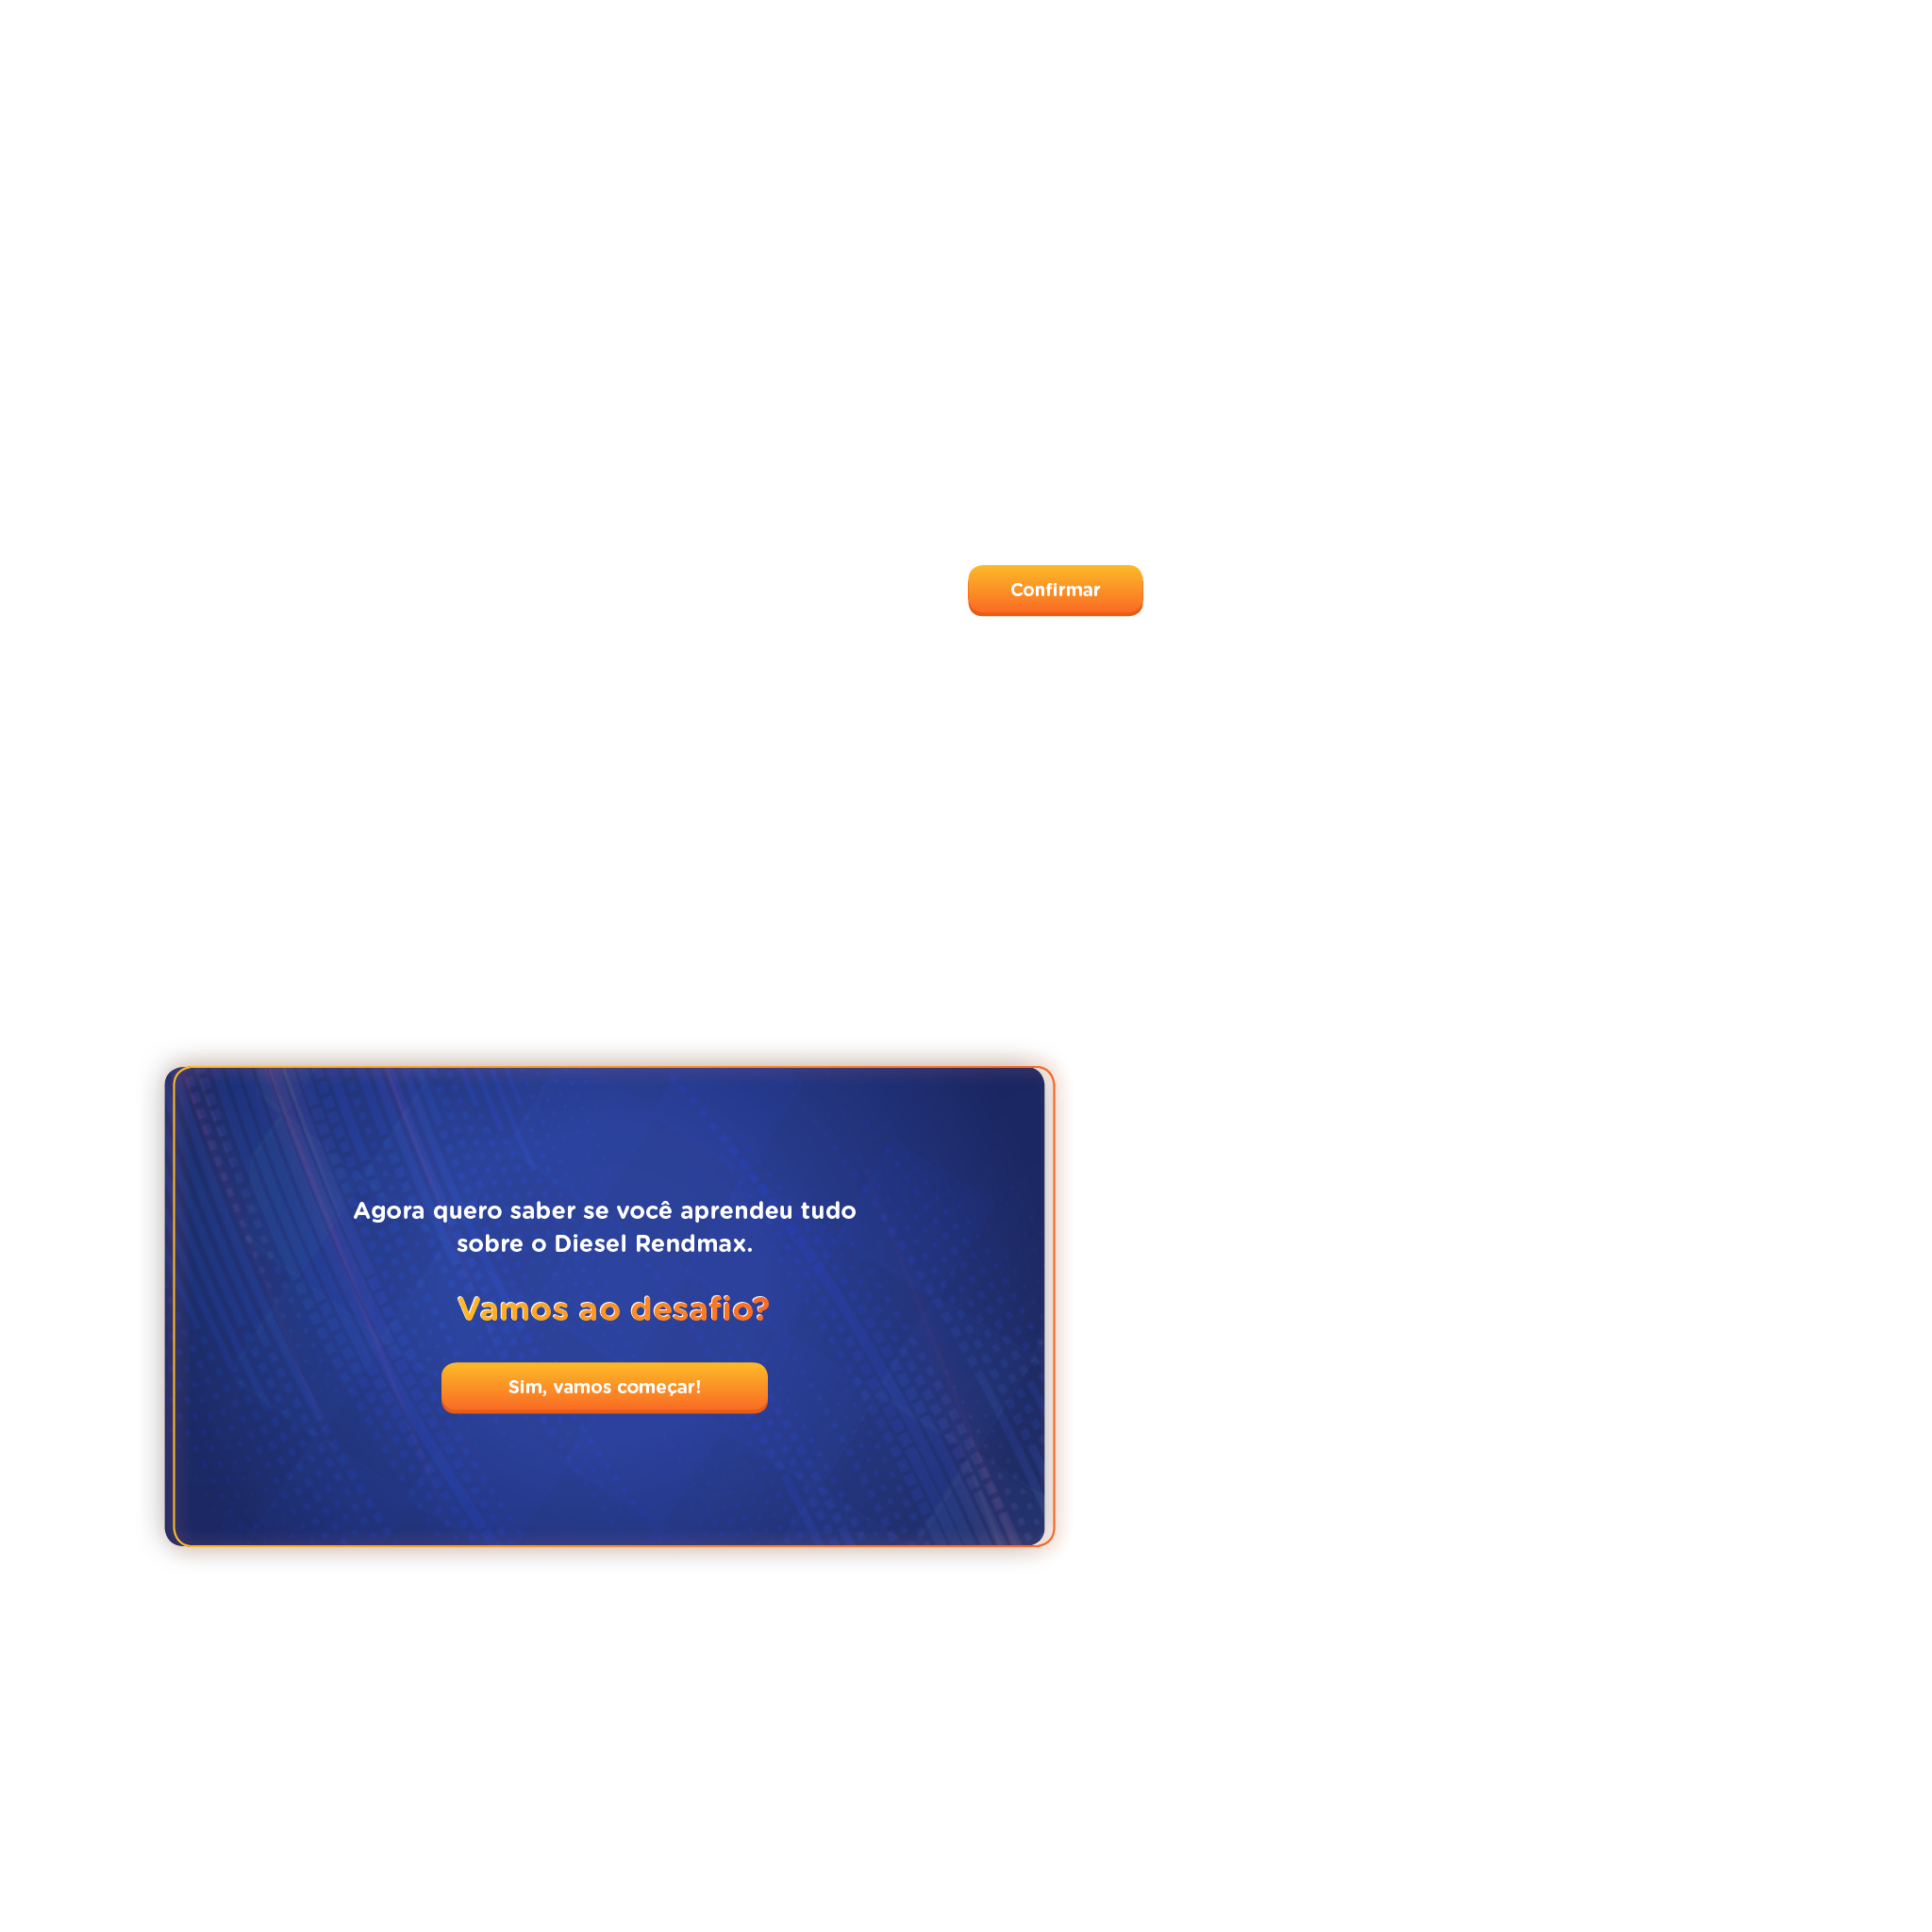 Confirmar
Agora quero saber se você aprendeu tudo
sobre o Diesel Rendmax.
Vamos ao desafio?
Sim, vamos começar!